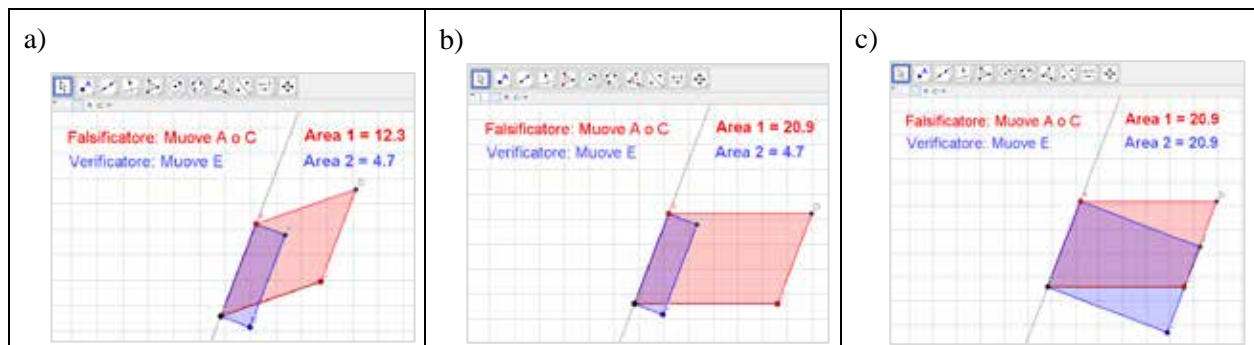 a)
Falsificatore: Muove A o C
Area 1 = 12.3
Verificatore: Muove E
Area 2 = 4.7
b)
Falsificatore: Muove A o C
Area 1 = 20.9
Verificatore: Muove E
Area 2 = 4.7
c)
Falsificatore: Muove A o C
Area 1 = 20.9
Verificatore: Muove E
Area 2 = 20.9